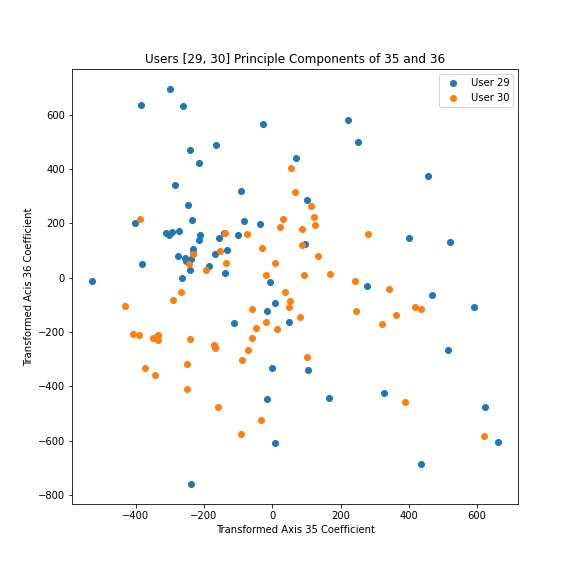 Users [29, 30] Principle Components of 35 and 36
User 29
User 30
600
400
200
0
−200
−400
−600
−800
Transformed Acis 36 Coefficient
−400
−200
0
200
400
600
Transformed Axis 35 Coefficient